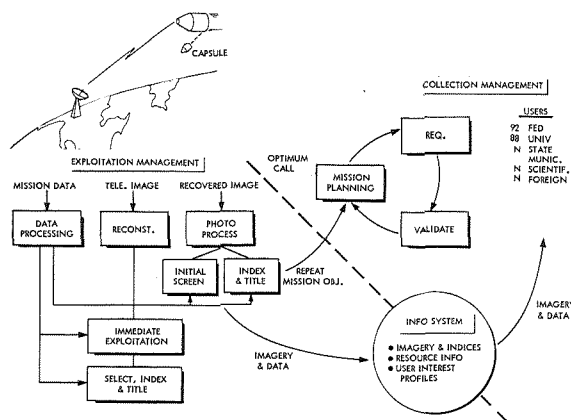 CAPSULE
COLLECTION MANAGEMENT
USERS
92 FED
88 UNIV
N STATE
MUNIC.
N SCIENTIF.
N FOREIGN
REQ.
OPTIMUM
CALL
MISSION
PLANNING
VALIDATE
EXPLOITATION MANAGEMENT
MISSION DATA
TELE. IMAGE
RECOVERED IMAGE
DATA
PROCESSING
RECONST.
PHOTO
PROCESS
INITIAL
SCREEN
INDEX
& TITLE
REPEAT
MISSION OBJ.
IMMEDIATE
EXPLOITATION
SELECT, INDEX
& TITLE
IMAGERY
& DATA
INFO SYSTEM
• IMAGERY & INDICES
• RESOURCE INFO
• USER INTEREST
PROFILES
IMAGERY
& DATA